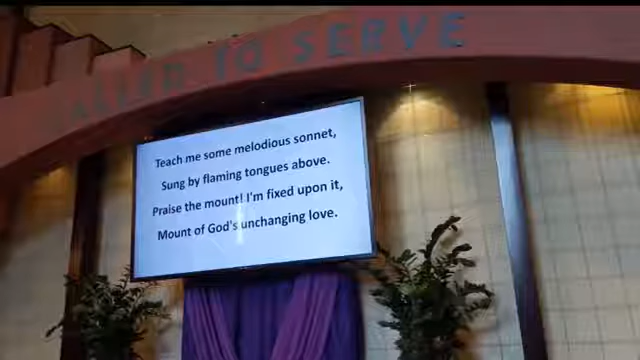 CALLED TO SERVE
Teach me some melodious sonnet,
Sung by flaming tongues above.
Praise the mount! I'm fixed upon it,
Mount of God's unchanging love.